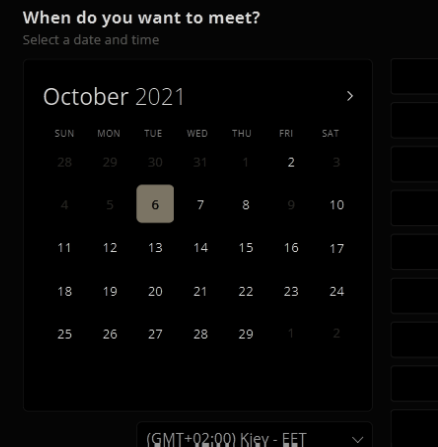 When do you want to meet?
Select a date and time
October 2021
SUN MON TUE WED THU FRI SAT
28 29 30 31 1 2 3
4 5 6 7 8 9 10
11 12 13 14 15 16 17
18 19 20 21 22 23 24
25 26 27 28 29 1 2
(GMT+02:00) Kiev - EET